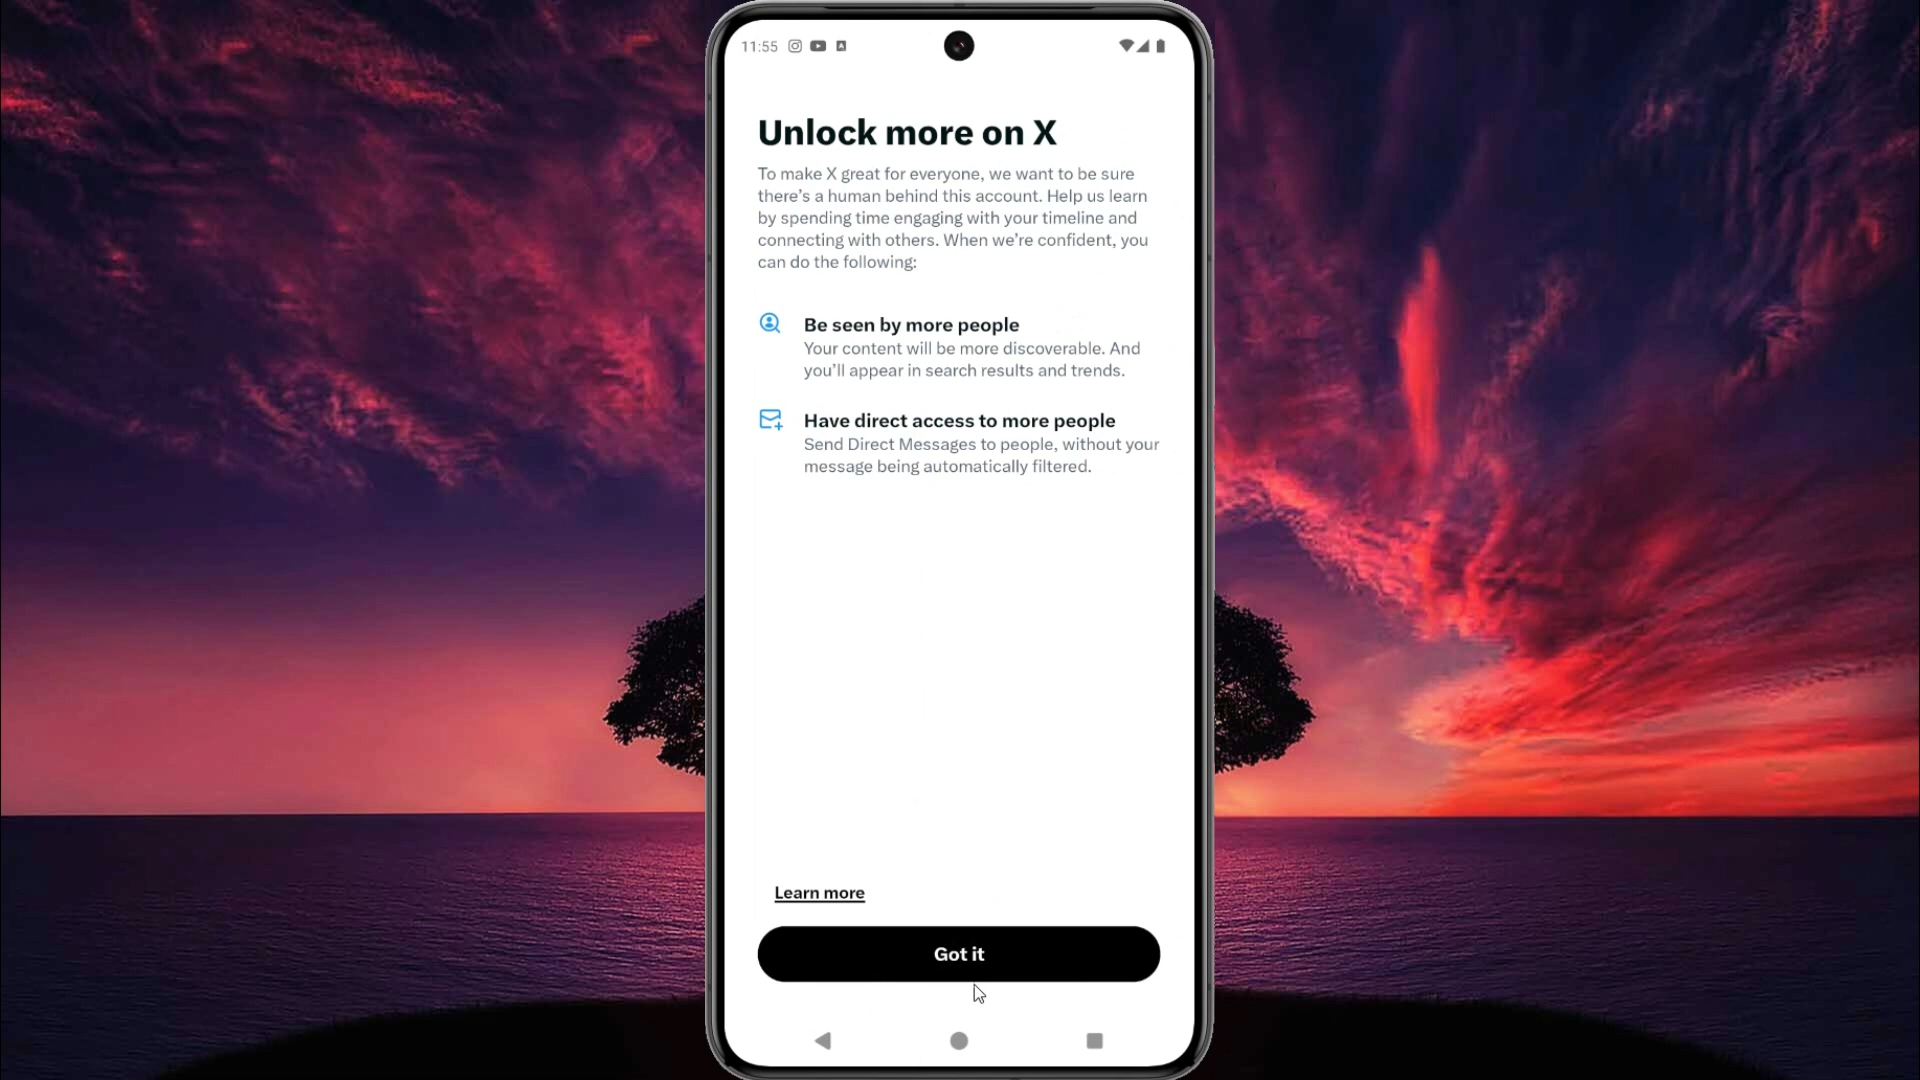 11:55
Unlock more on X
To make X great for everyone, we want to be sure
there's a human behind this account. Help us learn
by spending time engaging with your timeline and
connecting with others. When we're confident, you
can do the following:
Be seen by more people
Your content will be more discoverable. And
you'll appear in search results and trends.
Have direct access to more people
Send Direct Messages to people, without your
message being automatically filtered.
Learn more
Got it